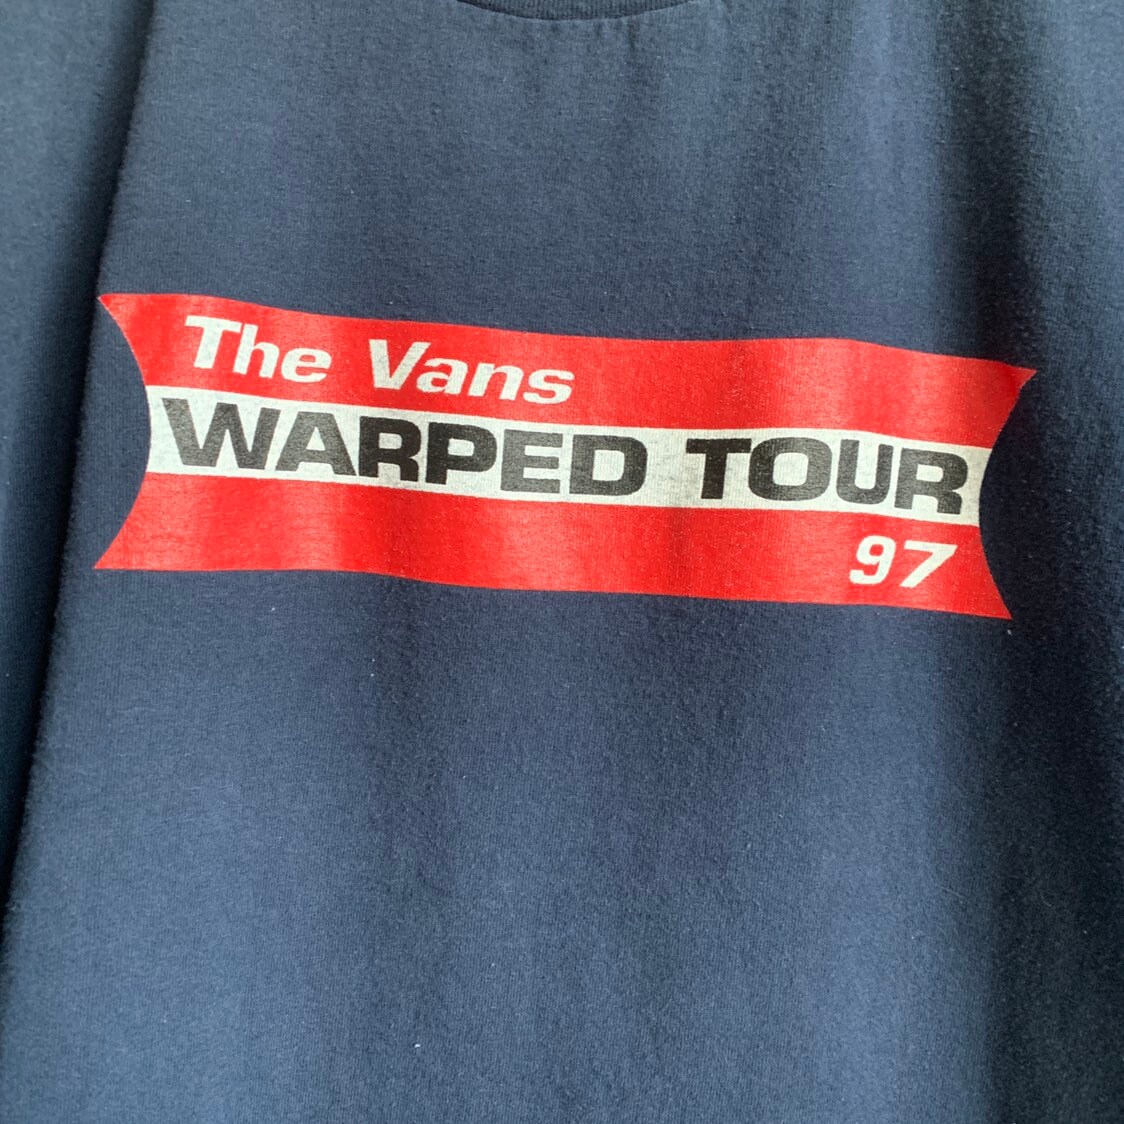 The Vans
WARPED TOUR
97